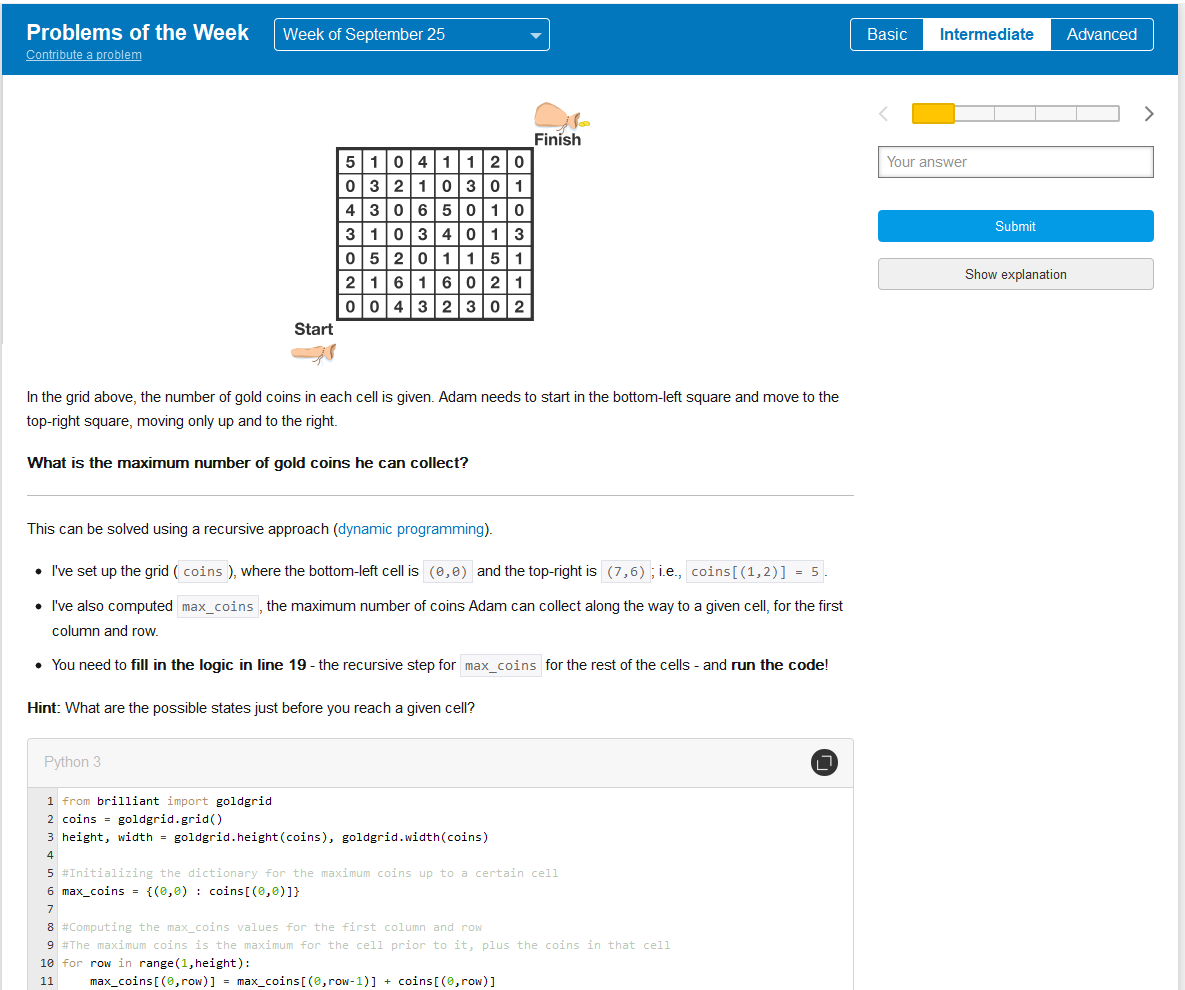 Problems of the Week
Week of September 25
Basic
Intermediate
Advanced
Contribute a problem
Finish
5 1 0 4 1 1 2 0
0 3 2 1 0 3 0 1
4 3 0 6 5 0 1 0
3 1 0 3 4 0 1 3
0 5 2 0 1 1 5 1
2 1 6 1 6 0 2 1
0 0 4 3 2 3 0 2
Start
Your answer
Submit
Show explanation
In the grid above, the number of gold coins in each cell is given. Adam needs to start in the bottom-left square and move to the
top-right square, moving only up and to the right.
What is the maximum number of gold coins he can collect?
This can be solved using a recursive approach (dynamic programming).
• I've set up the grid ( coins ), where the bottom-left cell is (0,0) and the top-right is (7,6) ; i.e., coins[(1,2)] = 5 .
• I've also computed max_coins , the maximum number of coins Adam can collect along the way to a given cell, for the first
column and row.
• You need to fill in the logic in line 19 - the recursive step for max_coins for the rest of the cells - and run the code!
Hint: What are the possible states just before you reach a given cell?
Python 3
1 from brilliant import goldgrid
2 coins = goldgrid.grid()
3 height, width = goldgrid.height(coins), goldgrid.width(coins)
4
5 #Initializing the dictionary for the maximum coins up to a certain cell
6 max_coins = {(0,0) : coins[(0,0)]}
7
8 #Computing the max_coins values for the first column and row
9 #The maximum coins is the maximum for the cell prior to it, plus the coins in that cell
10 for row in range(1,height):
11 max_coins[(0,row)] = max_coins[(0,row-1)] + coins[(0,row)]